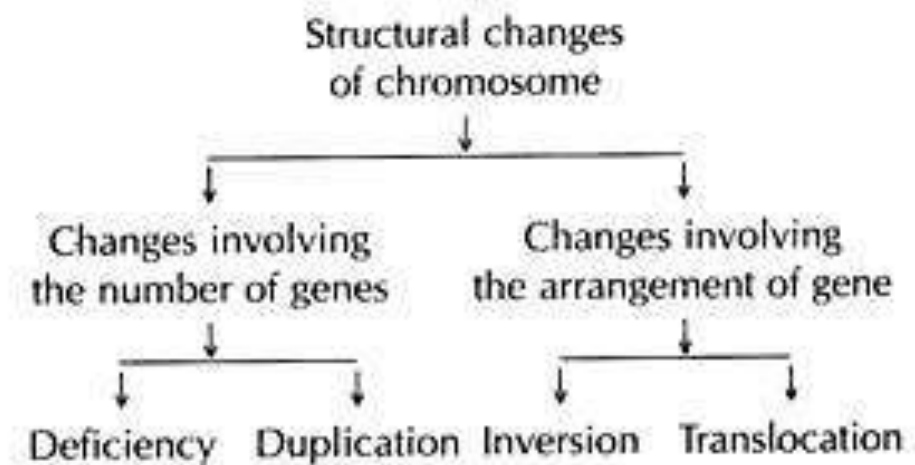 Structural changes
of chromosome
Changes involving
the number of genes
Changes involving
the arrangement of gene
Deficiency
Duplication
Inversion
Translocation